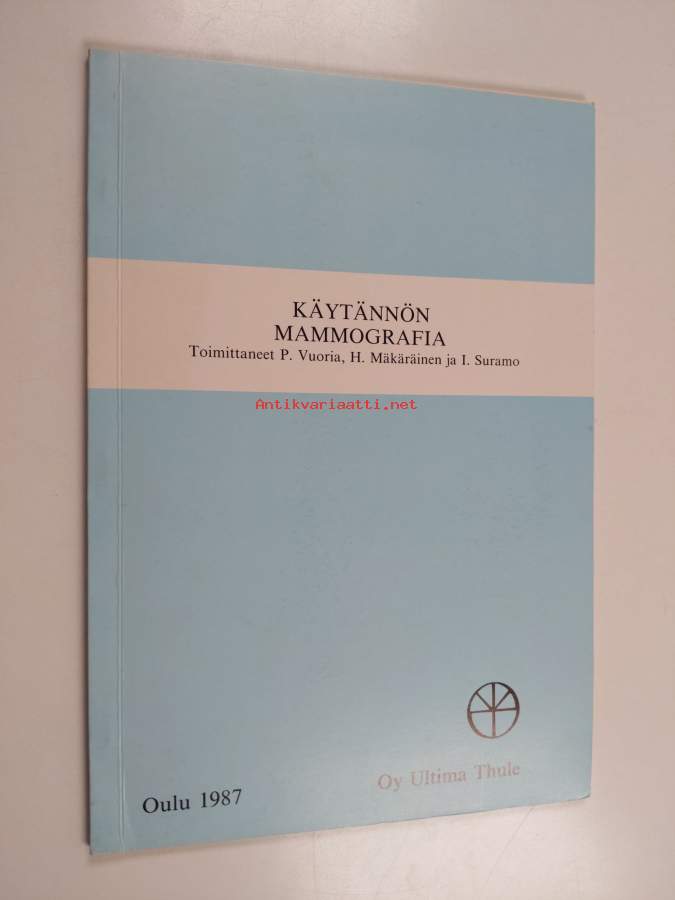 KÄYTÄNNÖN
MAMMOGRAFIA
Toimittaneet P. Vuoria, H. Mäkäräinen ja I. Suramo
Antikvariaatti.net
Oy Ultima Thule
Oulu 1987